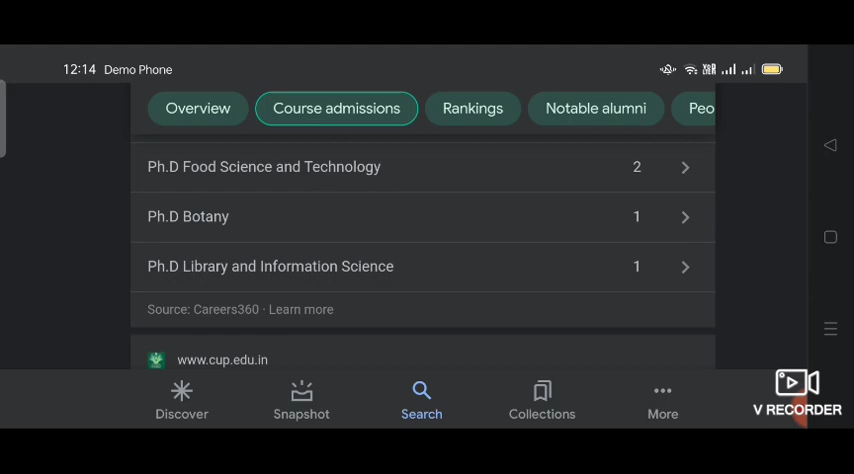 12:14 Demo Phone
Overview Course admissions Rankings Notable alumni Peo
Ph.D Food Science and Technology 2
Ph.D Botany 1
Ph.D Library and Information Science 1
Source: Careers360 · Learn more
www.cup.edu.in
Discover Snapshot Search Collections More
V RECORDER